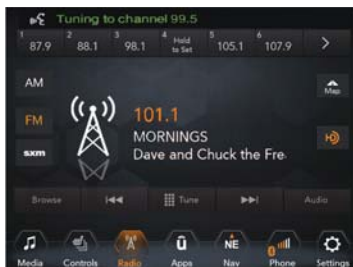 Tuning to channel 99.5
1 87.9
2 88.1
3 98.1
4 Hold to Set
5 105.1
6 107.9
AM
Map
FM
101.1
MORNINGS
sxm
Dave and Chuck the Fre
Browse
Tune
Audio
Media
Controls
Radio
Apps
NE
Nav
Phone
Settings